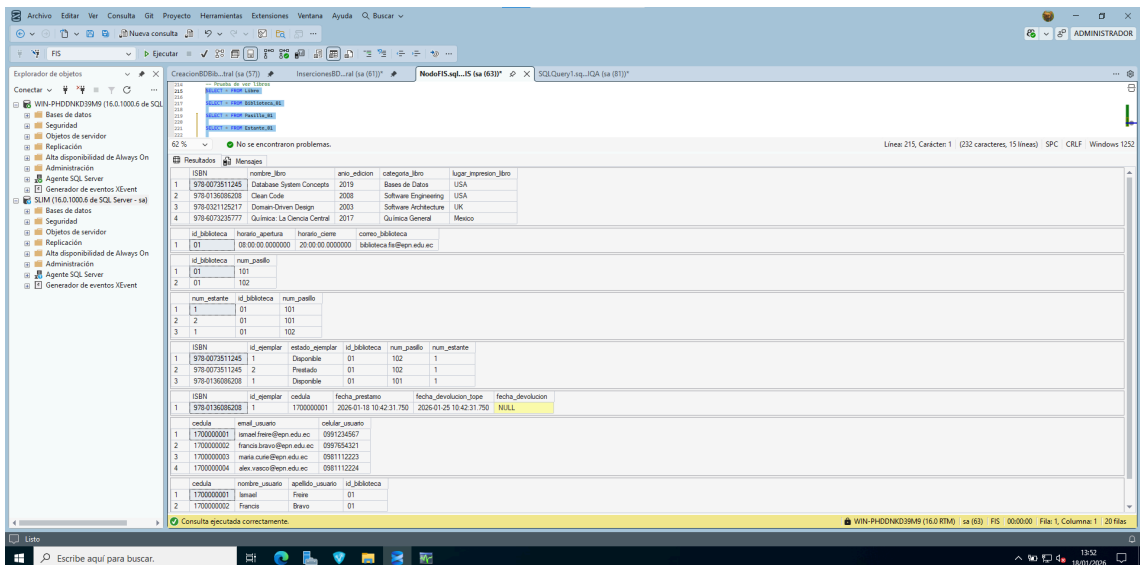 Archivo Editar Ver Consulta Git Proyecto Herramientas Extensiones Ventana Ayuda Buscar
Nueva consulta
ADMINISTRADOR
FIS Ejecutar
Explorador de objetos
CreacionBDBib...tral (sa (57)) InsercionesBD...ral (sa (61))* NodoFIS.sql...IS (sa (63))* SQLQuery1.sq...IQA (sa (81))*
Conectar
WIN-PHDDNKD39M9 (16.0.1000.6 de SQL
Bases de datos
Seguridad
Objetos de servidor
Replicación
Alta disponibilidad de Always On
Administración
Agente SQL Server
Generador de eventos XEvent
SLIM (16.0.1000.6 de SQL Server - sa)
Bases de datos
Seguridad
Objetos de servidor
Replicación
Alta disponibilidad de Always On
Administración
Agente SQL Server
Generador de eventos XEvent
214 -- Prueba de ver libros
215 SELECT * FROM Libro
216
217 SELECT * FROM Biblioteca_01
218
219 SELECT * FROM Pasillo_01
220
221 SELECT * FROM Estante_01
222
62 % No se encontraron problemas. Línea: 215, Carácter: 1 (232 caracteres, 15 líneas) SPC CRLF Windows 1252
Resultados Mensajes
ISBN nombre_libro anio_edicion categoria_libro lugar_impresion_libro
1 978-0073511245 Database System Concepts 2019 Bases de Datos USA
2 978-0136086208 Clean Code 2008 Software Engineering USA
3 978-0321125217 Domain-Driven Design 2003 Software Architecture UK
4 978-6073235777 Química: La Ciencia Central 2017 Química General Mexico
id_biblioteca horario_apertura horario_cierre correo_biblioteca
1 01 08:00:00.0000000 20:00:00.0000000 biblioteca.fis@epn.edu.ec
id_biblioteca num_pasillo
1 01 101
2 01 102
num_estante id_biblioteca num_pasillo
1 1 01 101
2 2 01 101
3 1 01 102
ISBN id_ejemplar estado_ejemplar id_biblioteca num_pasillo num_estante
1 978-0073511245 1 Disponible 01 102 1
2 978-0073511245 2 Prestado 01 102 1
3 978-0136086208 1 Disponible 01 101 1
ISBN id_ejemplar cedula fecha_prestamo fecha_devolucion_tope fecha_devolucion
1 978-0136086208 1 1700000001 2026-01-18 10:42:31.750 2026-01-25 10:42:31.750 NULL
cedula email_usuario celular_usuario
1 1700000001 ismael.freire@epn.edu.ec 0991234567
2 1700000002 francis.bravo@epn.edu.ec 0997654321
3 1700000003 maria.curie@epn.edu.ec 0981112223
4 1700000004 alex.vasco@epn.edu.ec 0981112224
cedula nombre_usuario apellido_usuario id_biblioteca
1 1700000001 Ismael Freire 01
2 1700000002 Francis Bravo 01
Consulta ejecutada correctamente. WIN-PHDDNKD39M9 (16.0 RTM) sa (63) FIS 00:00:00 Fila: 1, Columna: 1 20 filas
Listo
Escribe aquí para buscar.
13:52
18/01/2026